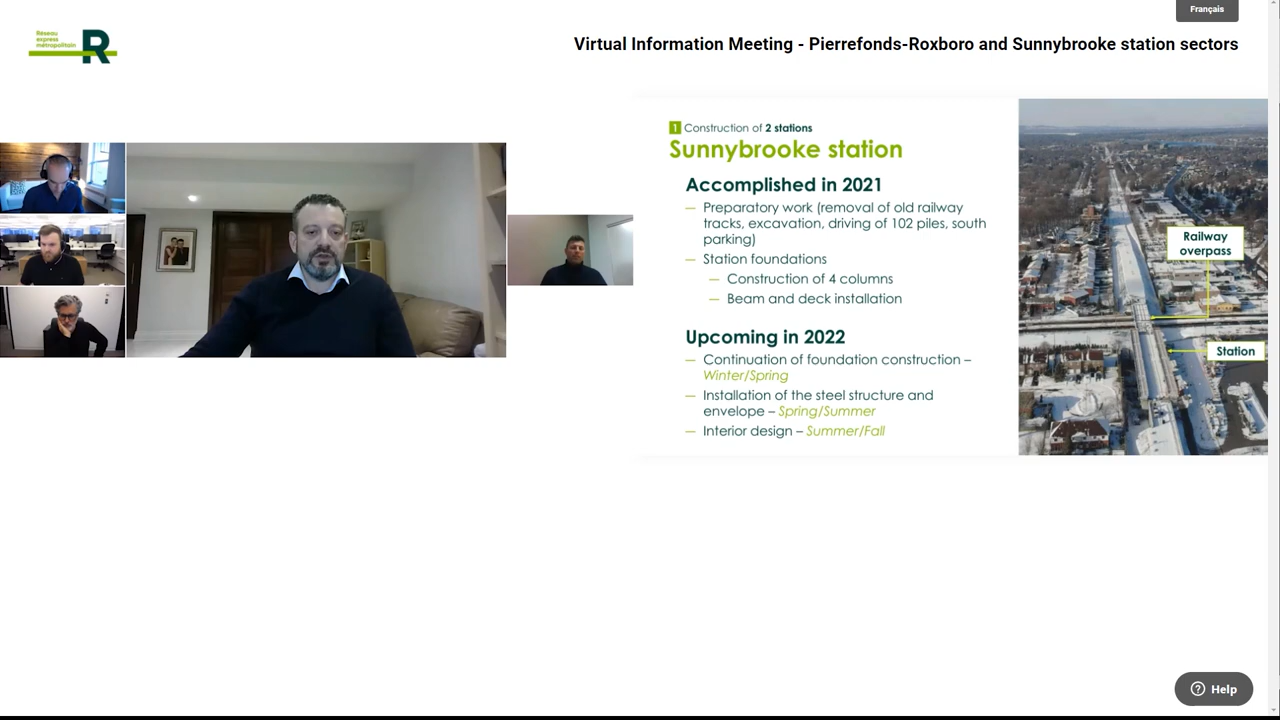 Français
Réseau
express
métropolitain
R
Virtual Information Meeting - Pierrefonds-Roxboro and Sunnybrooke station sectors
1 Construction of 2 stations
Sunnybrooke station
Accomplished in 2021
— Preparatory work (removal of old railway
tracks, excavation, driving of 102 piles, south
parking)
— Station foundations
— Construction of 4 columns
— Beam and deck installation
Upcoming in 2022
— Continuation of foundation construction –
Winter/Spring
— Installation of the steel structure and
envelope – Spring/Summer
— Interior design – Summer/Fall
Railway
overpass
Station
Help